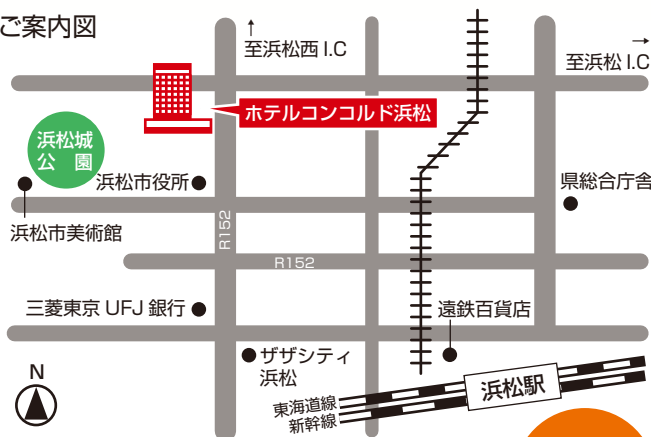 ご案内図
↑
至浜松西 I.C
→
至浜松 I.C
ホテルコンコルド浜松
浜松城
公 園
浜松市役所
県総合庁舎
浜松市美術館
R152
R152
三菱東京 UFJ 銀行
遠鉄百貨店
ザザシティ
浜松
N
浜松駅
東海道線
新幹線